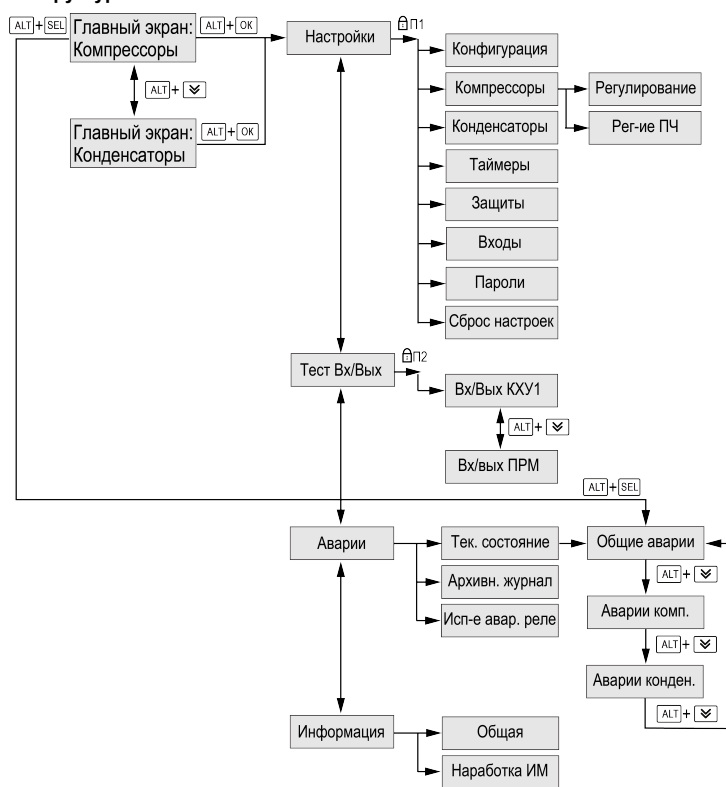 ALT+SEL
Главный экран:
Компрессоры
ALT+OK
Настройки
П1
ALT+
Главный экран:
Конденсаторы
ALT+OK
Конфигурация
Компрессоры
Регулирование
Рег-ие ПЧ
Конденсаторы
Таймеры
Защиты
Входы
Пароли
Сброс настроек
Тест Вх/Вых
П2
Вх/Вых КХУ1
ALT+
Вх/вых ПРМ
ALT+SEL
Аварии
Тек. состояние
Общие аварии
ALT+
Архивн. журнал
Исп-е авар. реле
Аварии комп.
ALT+
Аварии конден.
ALT+
Информация
Общая
Наработка ИМ